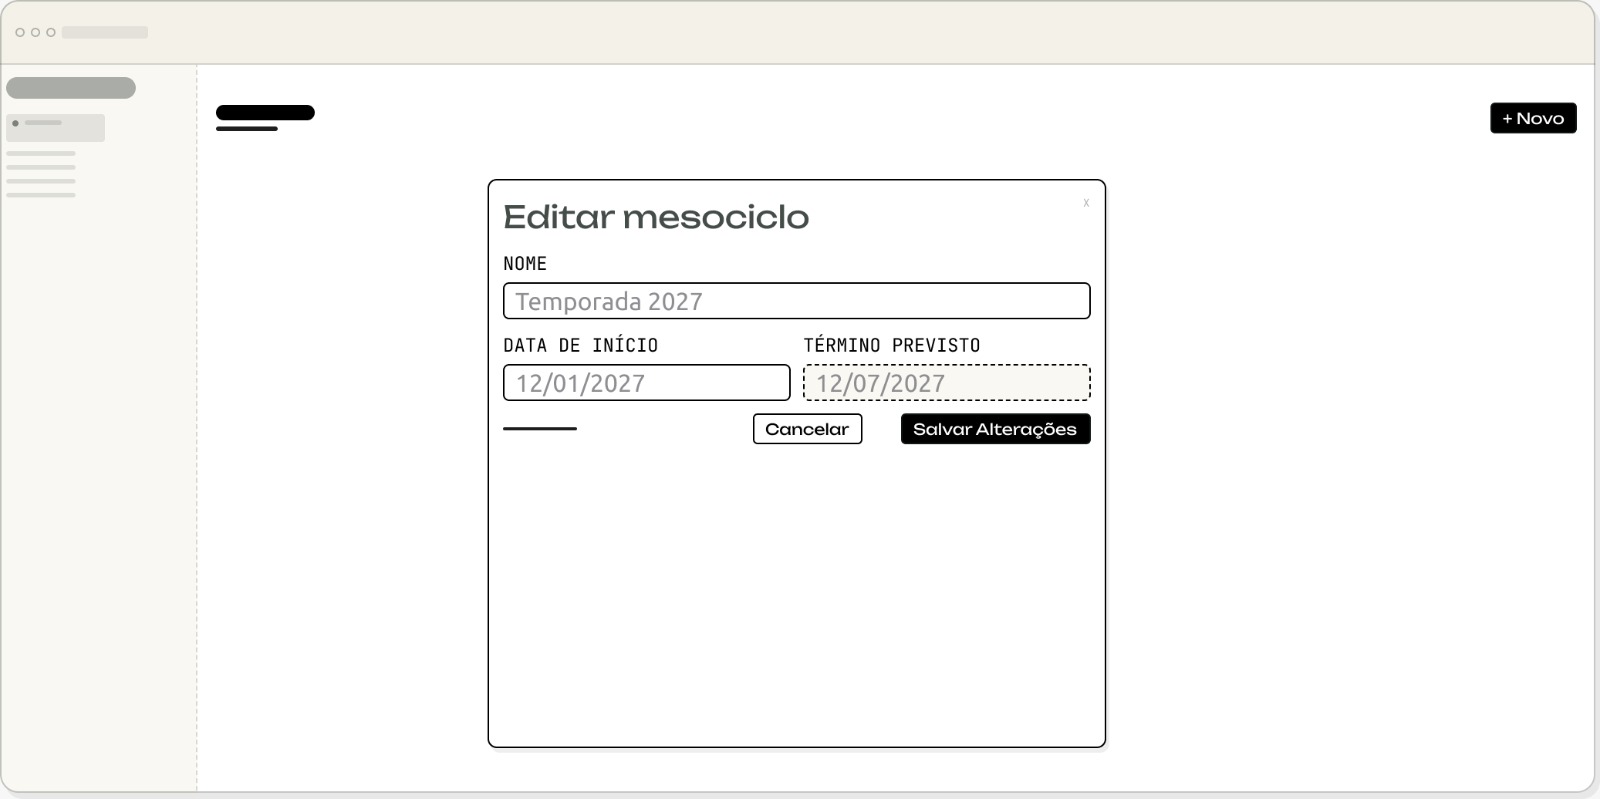 + Novo
Editar mesociclo
X
NOME
Temporada 2027
DATA DE INÍCIO
TÉRMINO PREVISTO
12/01/2027
12/07/2027
Cancelar
Salvar Alterações